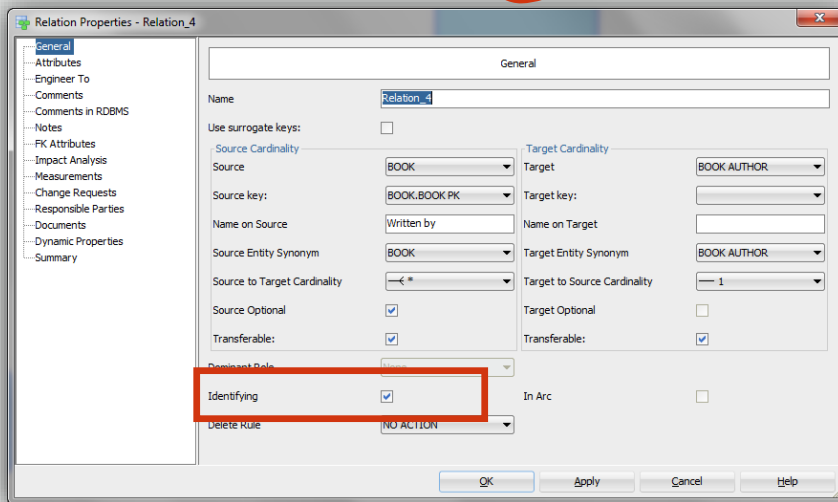 Relation Properties - Relation_4
General
Attributes
Engineer To
Comments
Comments in RDBMS
Notes
FK Attributes
Impact Analysis
Measurements
Change Requests
Responsible Parties
Documents
Dynamic Properties
Summary
General
Name Relation_4
Use surrogate keys:
Source Cardinality Target Cardinality
Source BOOK Target BOOK AUTHOR
Source key: BOOK.BOOK PK Target key:
Name on Source Written by Name on Target
Source Entity Synonym BOOK Target Entity Synonym BOOK AUTHOR
Source to Target Cardinality * Target to Source Cardinality 1
Source Optional Target Optional
Transferable: Transferable:
Dominant Role None
Identifying In Arc
Delete Rule NO ACTION
OK Apply Cancel Help